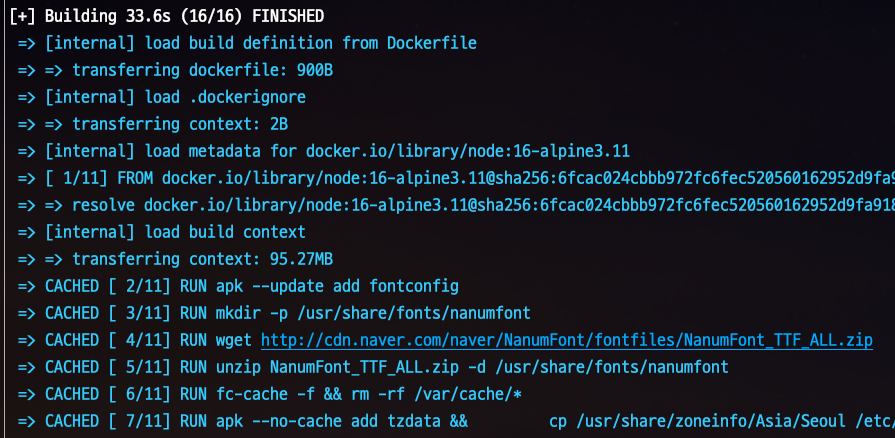 [+] Building 33.6s (16/16) FINISHED
=> [internal] load build definition from Dockerfile
=> => transferring dockerfile: 900B
=> [internal] load .dockerignore
=> => transferring context: 2B
=> [internal] load metadata for docker.io/library/node:16-alpine3.11
=> [ 1/11] FROM docker.io/library/node:16-alpine3.11@sha256:6fcac024cbbb972fc6fec520560162952d9fa9
=> => resolve docker.io/library/node:16-alpine3.11@sha256:6fcac024cbbb972fc6fec520560162952d9fa918
=> [internal] load build context
=> => transferring context: 95.27MB
=> CACHED [ 2/11] RUN apk --update add fontconfig
=> CACHED [ 3/11] RUN mkdir -p /usr/share/fonts/nanumfont
=> CACHED [ 4/11] RUN wget http://cdn.naver.com/naver/NanumFont/fontfiles/NanumFont_TTF_ALL.zip
=> CACHED [ 5/11] RUN unzip NanumFont_TTF_ALL.zip -d /usr/share/fonts/nanumfont
=> CACHED [ 6/11] RUN fc-cache -f && rm -rf /var/cache/*
=> CACHED [ 7/11] RUN apk --no-cache add tzdata &&         cp /usr/share/zoneinfo/Asia/Seoul /etc/